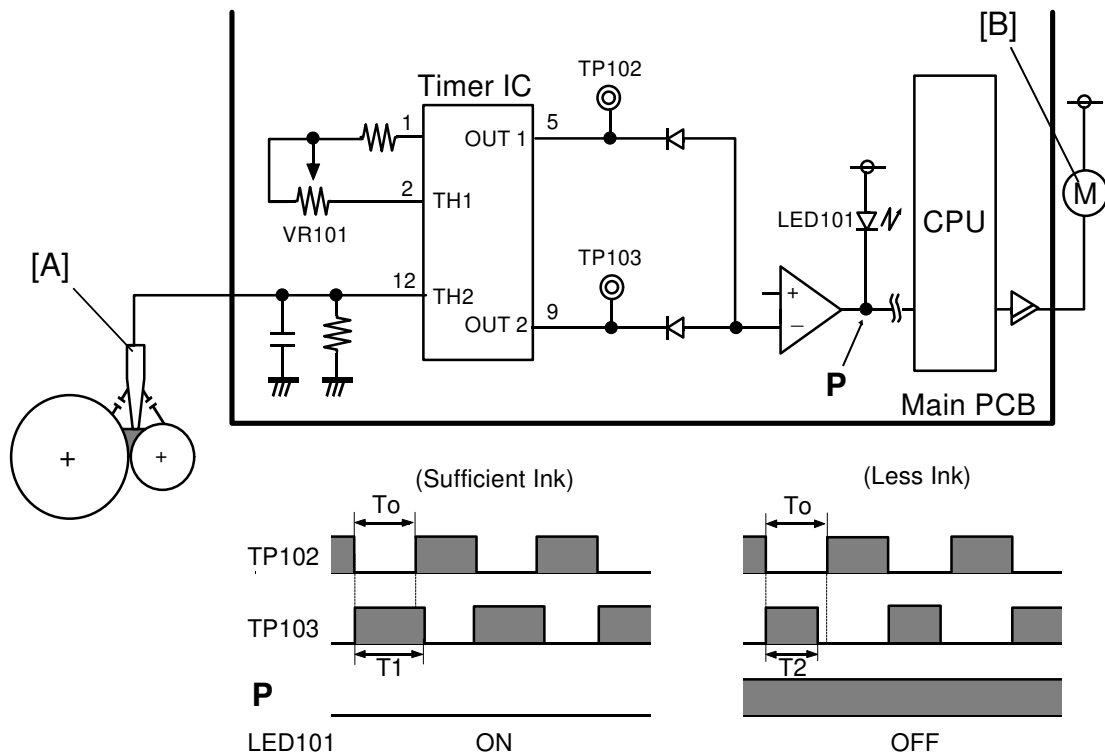 [B]
TP102
Timer IC
1
5
OUT 1
2
TH1
VR101
LED101
CPU
M
[A]
TP103
12
TH2
OUT 2
9
+
−
P
Main PCB
+
+
(Sufficient Ink)
(Less Ink)
To
To
TP102
TP103
T1
T2
P
LED101
ON
OFF